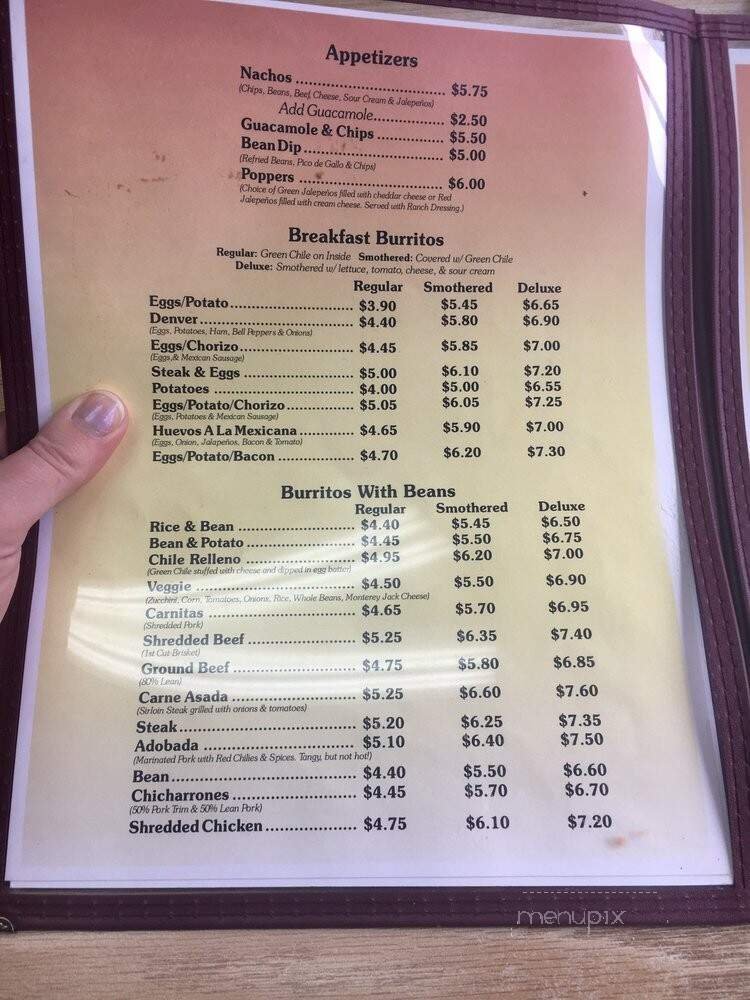 Appetizers
Nachos .............................. $5.75
(Chips, Beans, Beef, Cheese, Sour Cream & Jalepeños)
Add Guacamole.................. $2.50
Guacamole & Chips ................. $5.50
Bean Dip................................... $5.00
(Refried Beans, Pico de Gallo & Chips)
Poppers ................................... $6.00
(Choice of Green Jalepeños filled with cheddar cheese or Red
Jalepeños filled with cream cheese. Served with Ranch Dressing.)
Breakfast Burritos
Regular: Green Chile on Inside Smothered: Covered w/ Green Chile
Deluxe: Smothered w/ lettuce, tomato, cheese, & sour cream
Regular Smothered Deluxe
Eggs/Potato.............................. $3.90 $5.45 $6.65
Denver..................................... $4.40 $5.80 $6.90
(Eggs, Potatoes, Ham, Bell Peppers & Onions)
Eggs/Chorizo............................ $4.45 $5.85 $7.00
(Eggs,& Mexican Sausage)
Steak & Eggs ........................... $5.00 $6.10 $7.20
Potatoes .................................. $4.00 $5.00 $6.55
Eggs/Potato/Chorizo................ $5.05 $6.05 $7.25
(Eggs, Potatoes & Mexican Sausage)
Huevos A La Mexicana............. $4.65 $5.90 $7.00
(Eggs, Onion, Jalapeños, Bacon & Tomato)
Eggs/Potato/Bacon .................. $4.70 $6.20 $7.30
Burritos With Beans
Regular Smothered Deluxe
Rice & Bean ............................ $4.40 $5.45 $6.50
Bean & Potato .......................... $4.45 $5.50 $6.75
Chile Relleno ........................... $4.95 $6.20 $7.00
(Green Chile stuffed with cheese and dipped in egg batter)
Veggie ..................................... $4.50 $5.50 $6.90
(Zucchini, Corn, Tomatoes, Onions, Rice, Whole Beans, Monterey Jack Cheese)
Carnitas ................................... $4.65 $5.70 $6.95
(Shredded Pork)
Shredded Beef.......................... $5.25 $6.35 $7.40
(1st Cut Brisket)
Ground Beef............................. $4.75 $5.80 $6.85
(80% Lean)
Carne Asada ............................ $5.25 $6.60 $7.60
(Sirloin Steak grilled with onions & tomatoes)
Steak........................................ $5.20 $6.25 $7.35
Adobada .................................. $5.10 $6.40 $7.50
(Marinated Pork with Red Chilies & Spices. Tangy, but not hot!)
Bean......................................... $4.40 $5.50 $6.60
Chicharrones ........................... $4.45 $5.70 $6.70
(50% Pork Trim & 50% Lean Pork)
Shredded Chicken.................... $4.75 $6.10 $7.20
menupix